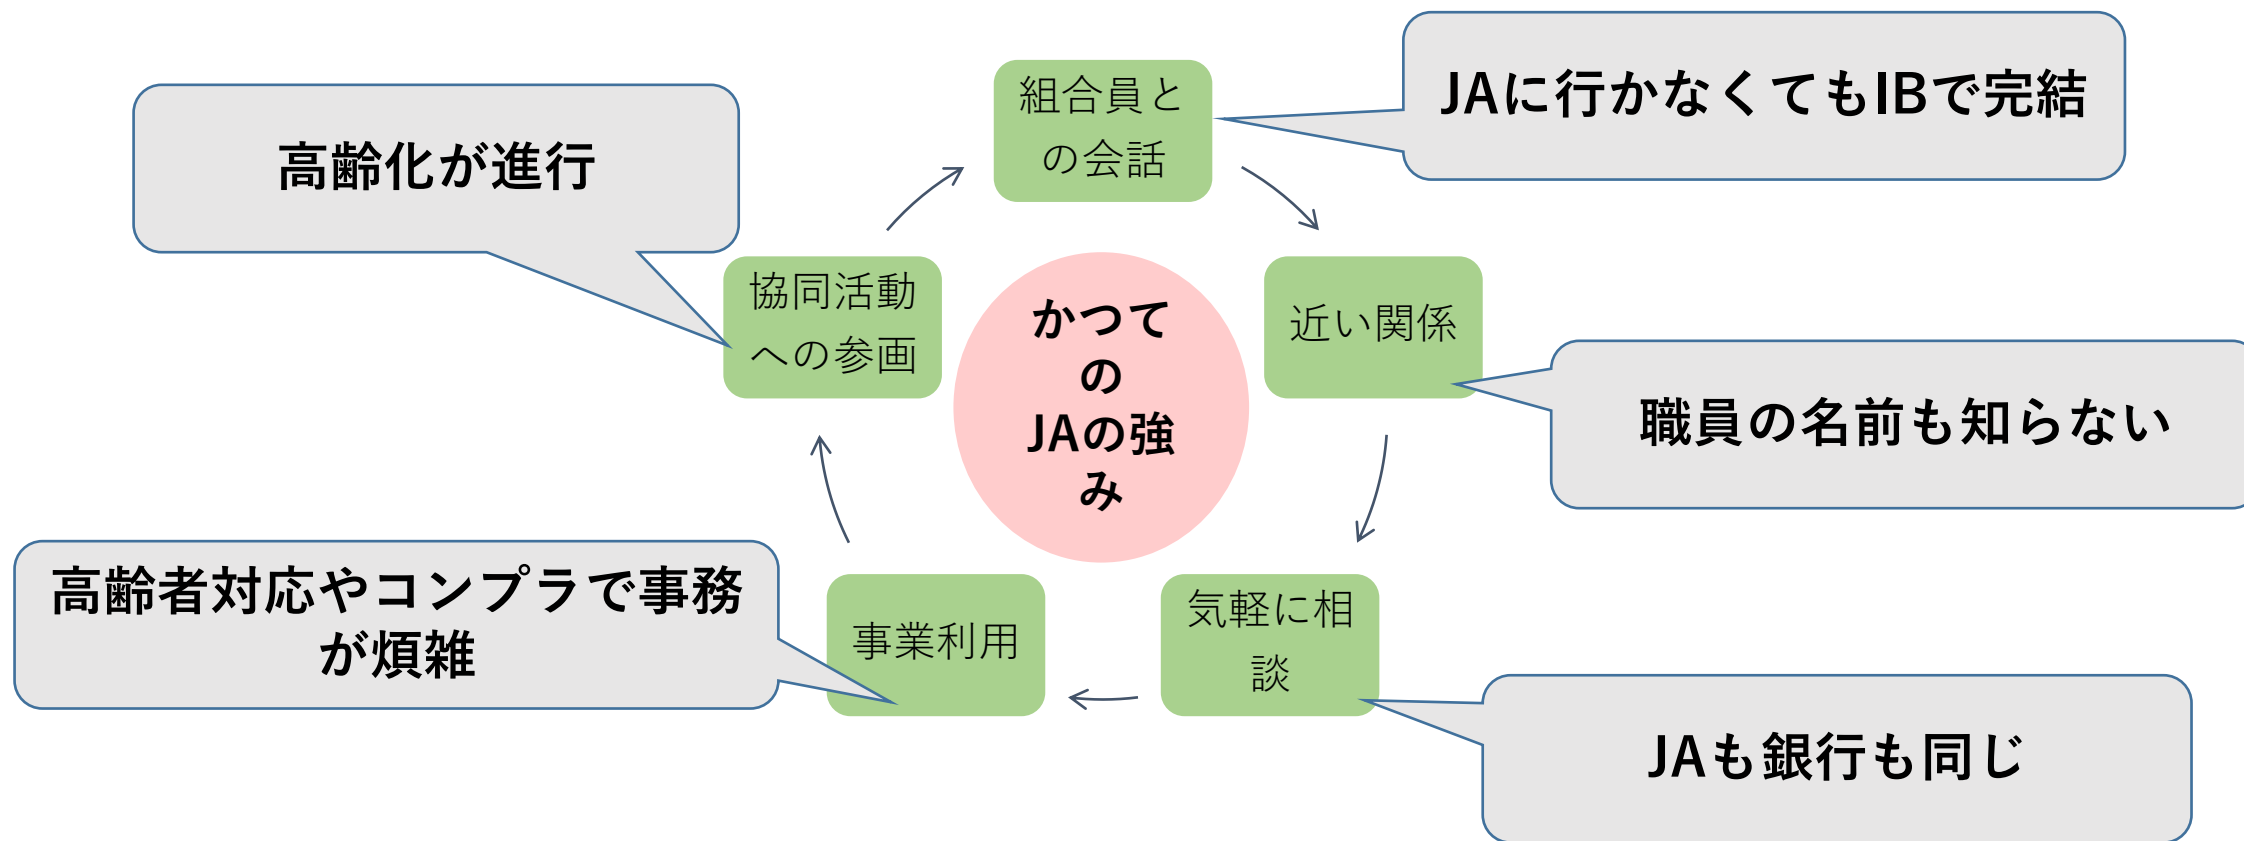 組合員と
の会話
JAに行かなくてもIBで完結
高齢化が進行
協同活動
への参画
かつて
の
JAの強
み
近い関係
職員の名前も知らない
高齢者対応やコンプラで事務
が煩雑
事業利用
気軽に相
談
JAも銀行も同じ